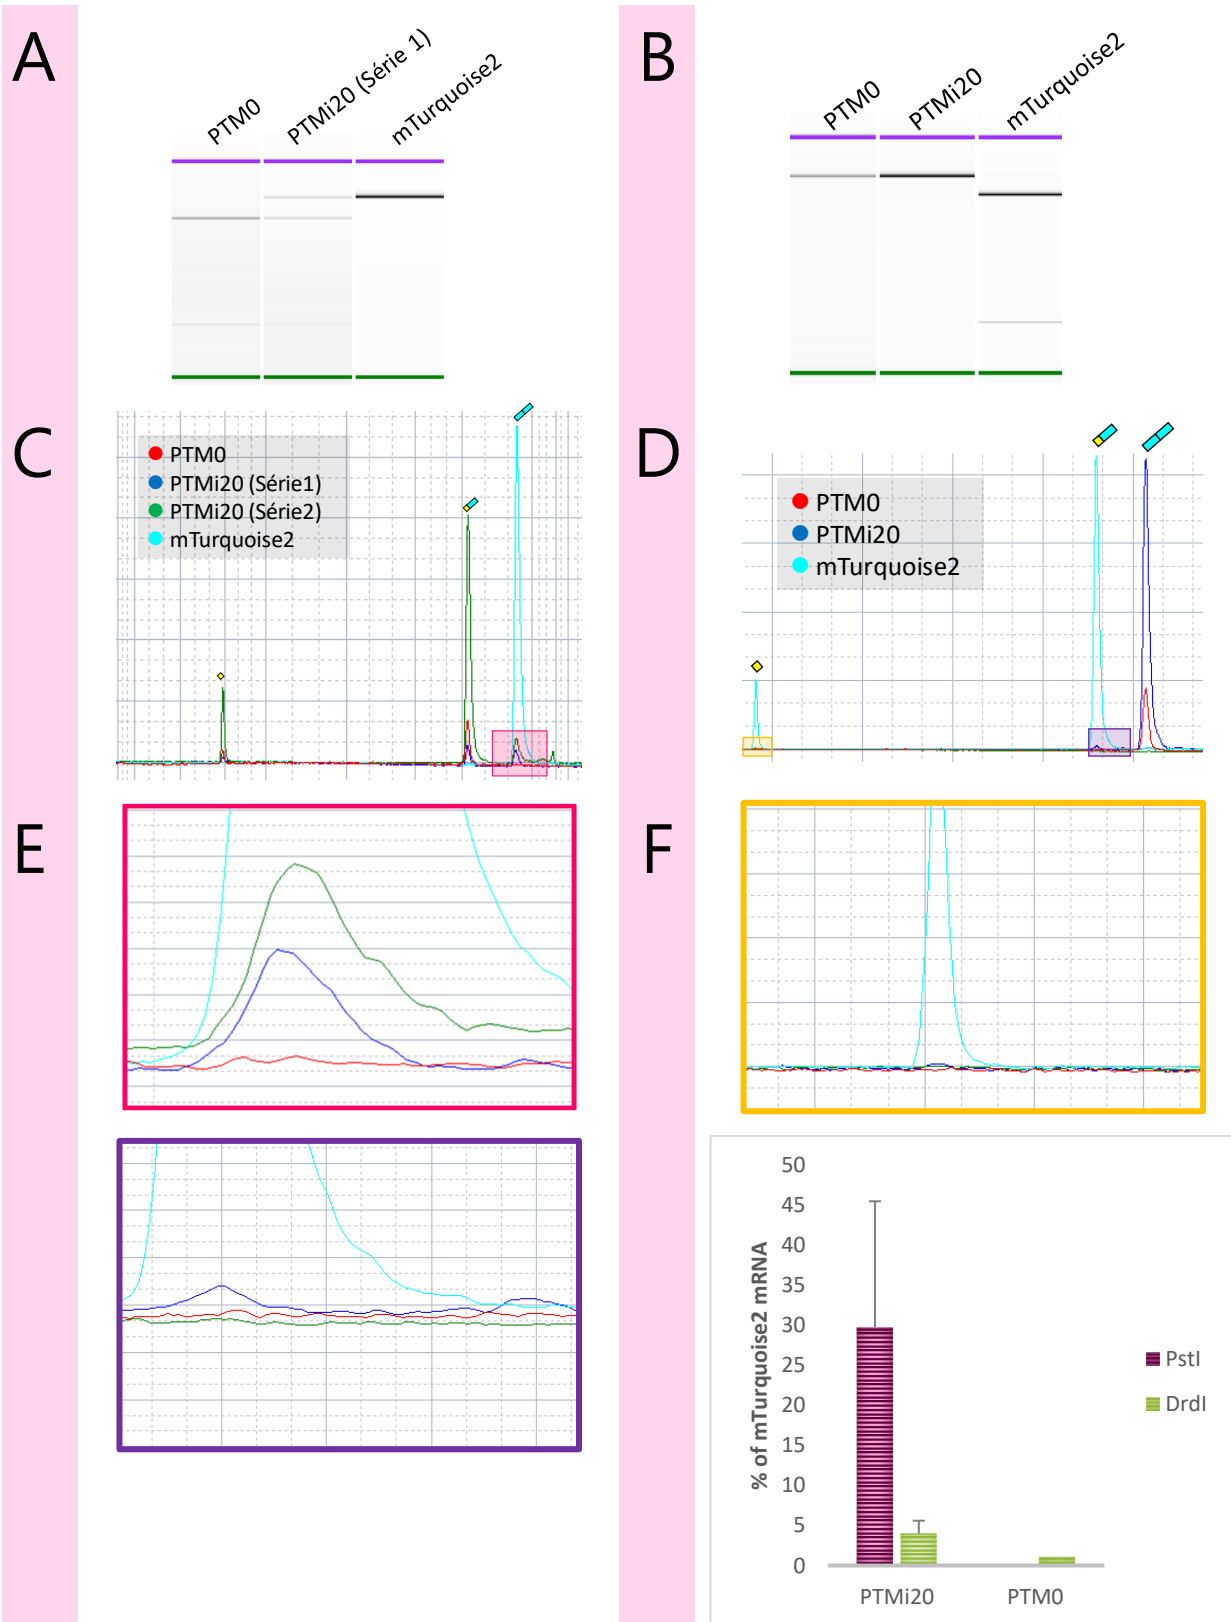 A
PTM0
PTMi20 (Série 1)
mTurquoise2
B
PTM0
PTMi20
mTurquoise2
C
PTM0
PTMi20 (Série1)
PTMi20 (Série2)
mTurquoise2
D
PTM0
PTMi20
mTurquoise2
E
F
% of mTurquoise2 mRNA
50
45
40
35
30
25
20
15
10
5
0
PTMi20
PTM0
PstI
DrdI